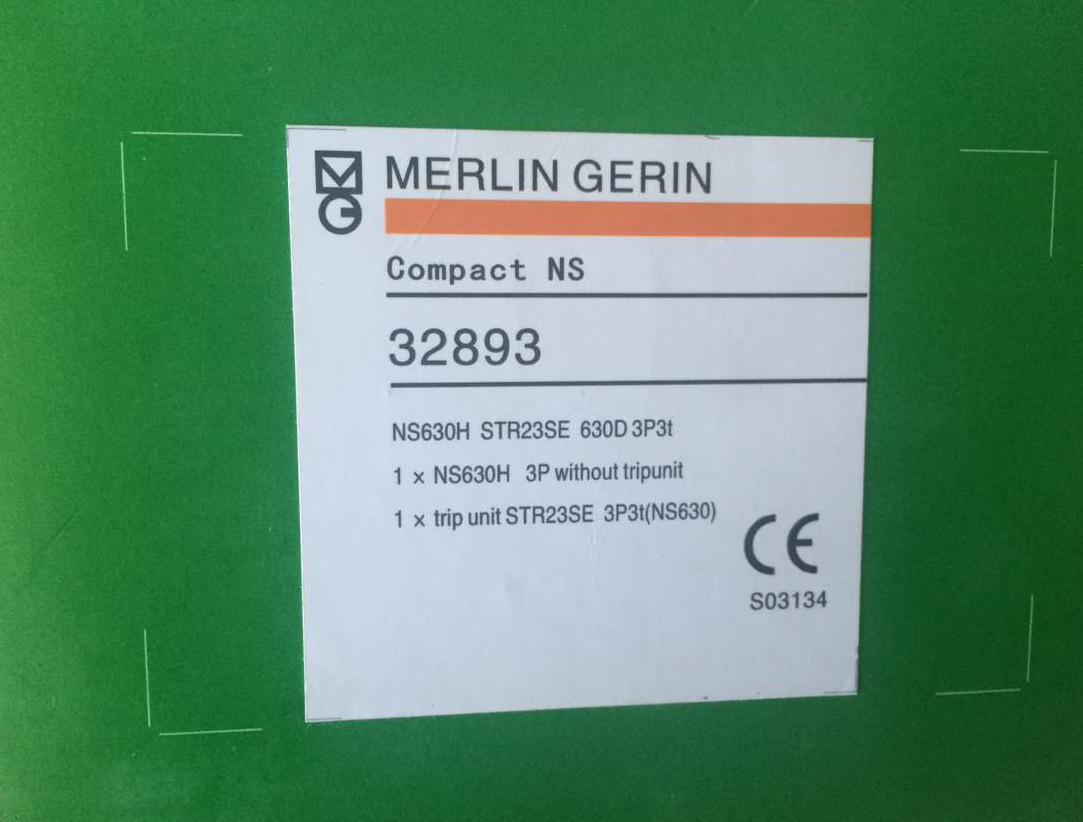 MG
MERLIN GERIN
Compact NS
32893
NS630H STR23SE 630D 3P3t
1 x NS630H 3P without tripunit
1 x trip unit STR23SE 3P3t(NS630)
CE
S03134